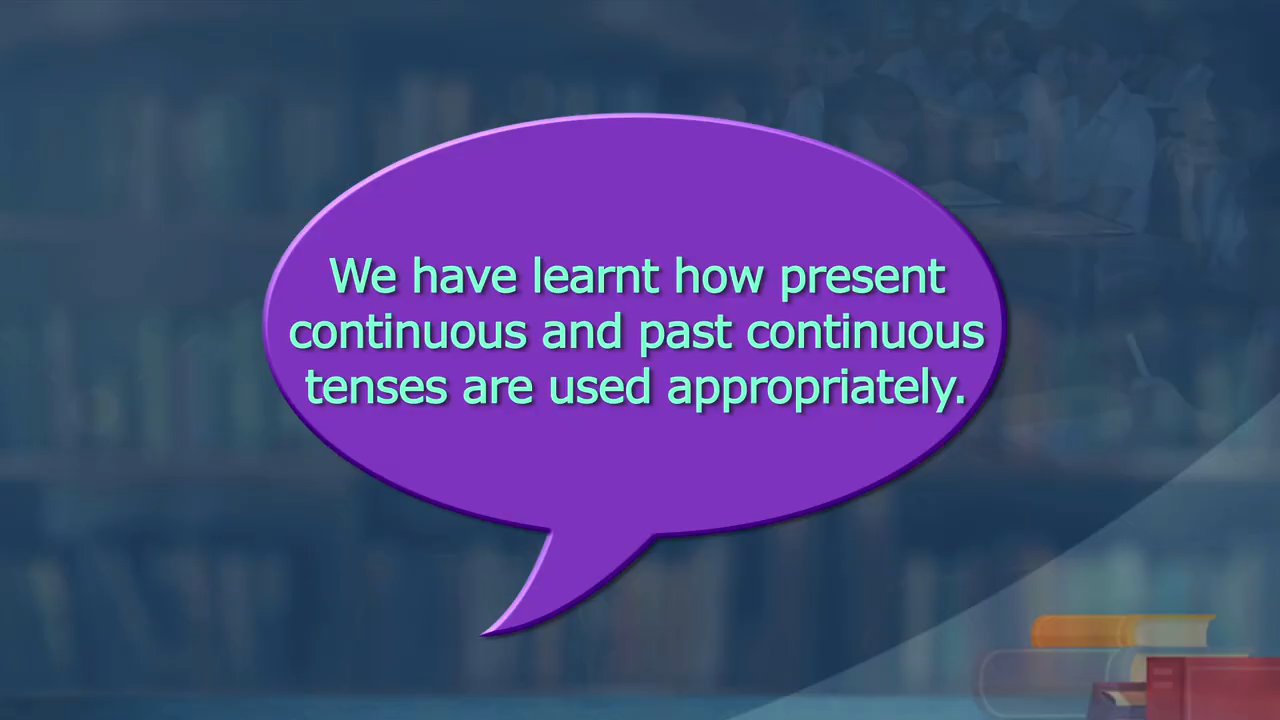 We have learnt how present
continuous and past continuous
tenses are used appropriately.